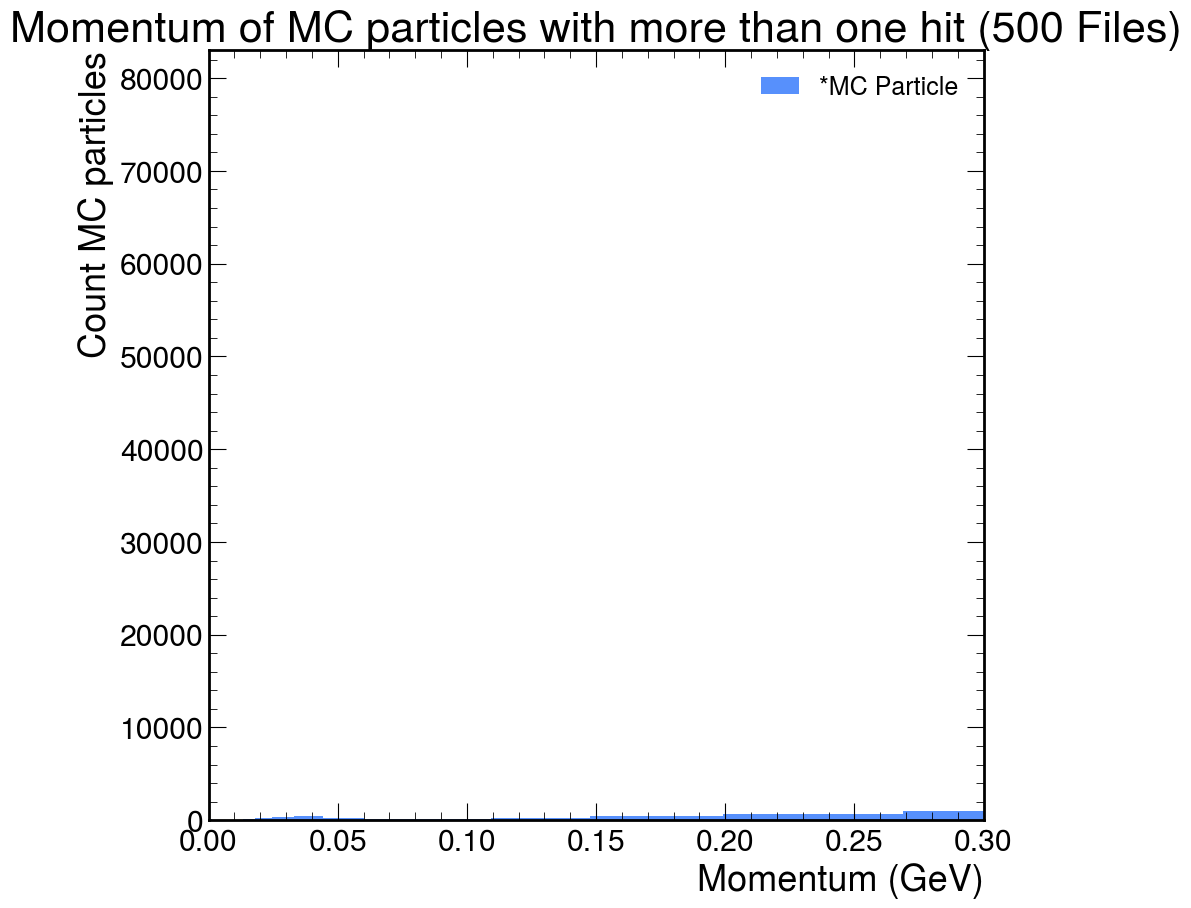 Momentum of MC particles with more than one hit (500 Files)
*MC Particle
Count MC particles
80000
70000
60000
50000
40000
30000
20000
10000
0
0.00 0.05 0.10 0.15 0.20 0.25 0.30
Momentum (GeV)